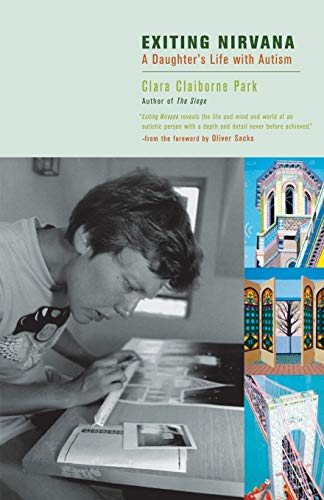 EXITING NIRVANA
A Daughter's Life with Autism
Clara Claiborne Park
Author of The Siege
"Exiting Nirvana reveals the life and mind and world of an
autistic person with a depth and detail never before achieved."
-from the foreword by Oliver Sacks